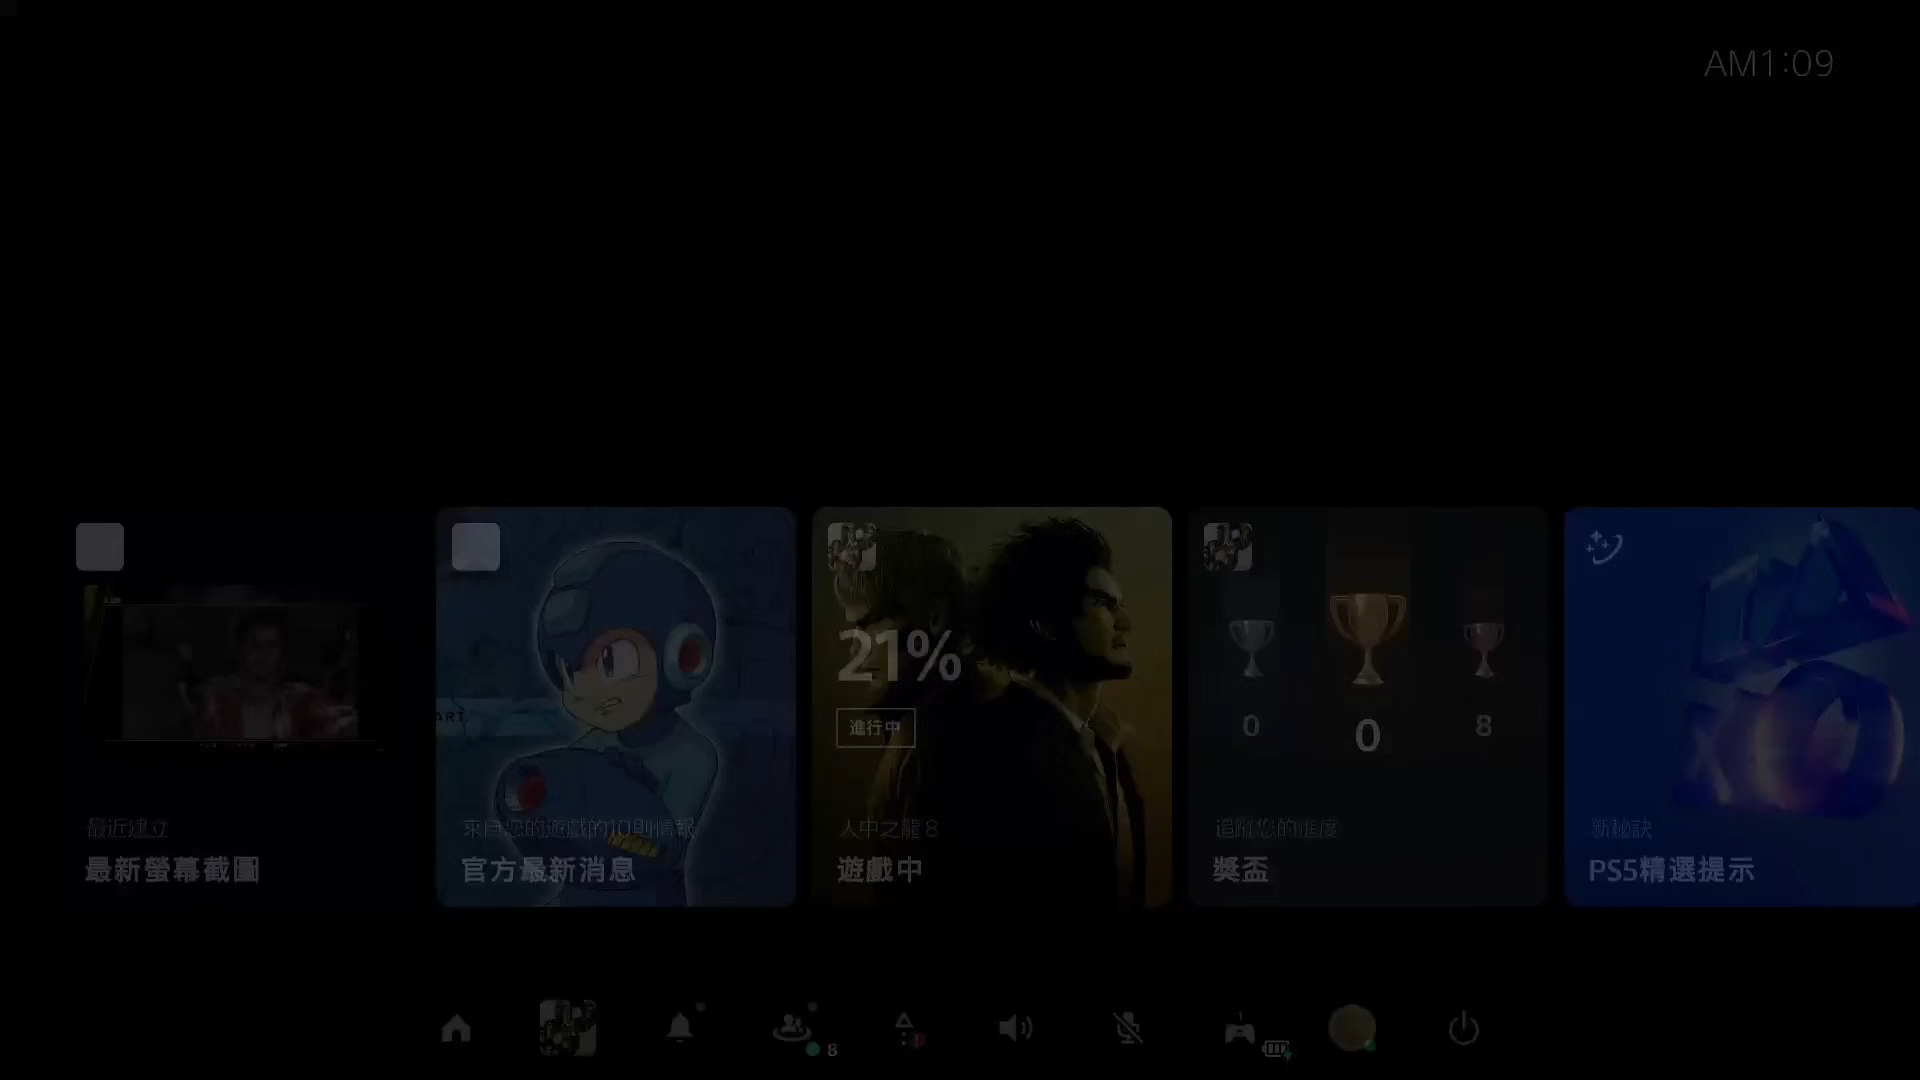 AM1:09
21%
進行中
0
0
8
ART
最近建立
最新螢幕截圖
來自您的遊戲的10則情報
官方最新消息
人中之龍 8
遊戲中
追蹤您的進度
獎盃
新秘訣
PS5精選提示
8
1